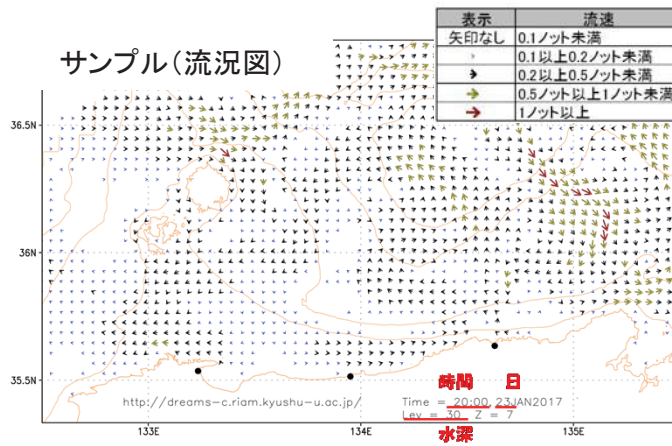 サンプル(流況図)
表示 流速
矢印なし 0.1ノット未満
0.1以上0.2ノット未満
0.2以上0.5ノット未満
0.5ノット以上1ノット未満
1ノット以上
36.5N
36N
35.5N
時間 日
http://dreams-c.riam.kyushu-u.ac.jp/ Time = 20:00, 23JAN2017
Lev = 30 Z = 7
133E 134E 135E
水深